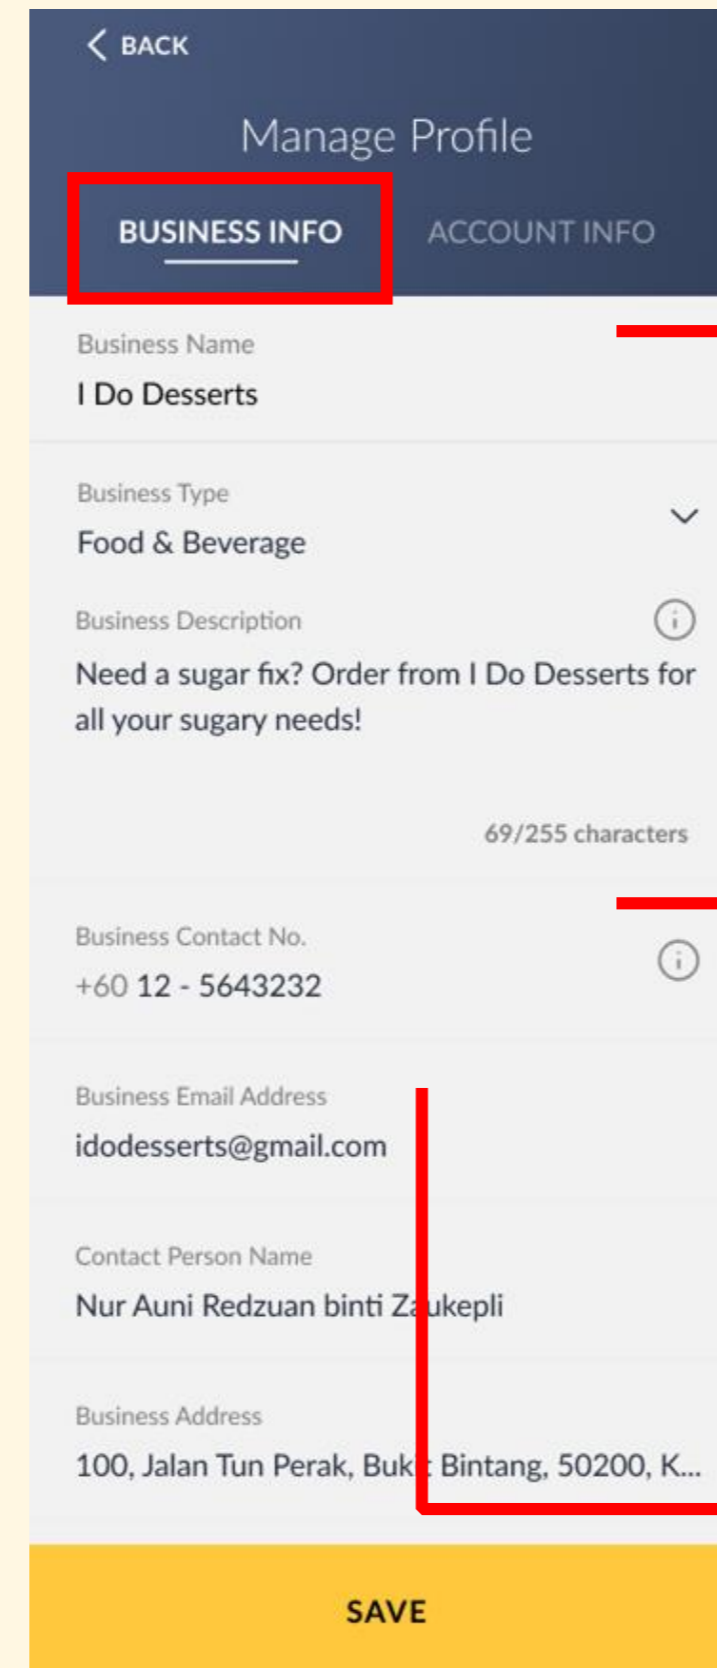 BACK
Manage Profile
BUSINESS INFO ACCOUNT INFO
Business Name
I Do Desserts
Business Type
Food & Beverage
Business Description
Need a sugar fix? Order from I Do Desserts for
all your sugary needs!
69/255 characters
Business Contact No.
+60 12 - 5643232
Business Email Address
idodesserts@gmail.com
Contact Person Name
Nur Auni Redzuan binti Zaukepli
Business Address
100, Jalan Tun Perak, Bukit Bintang, 50200, K...
SAVE